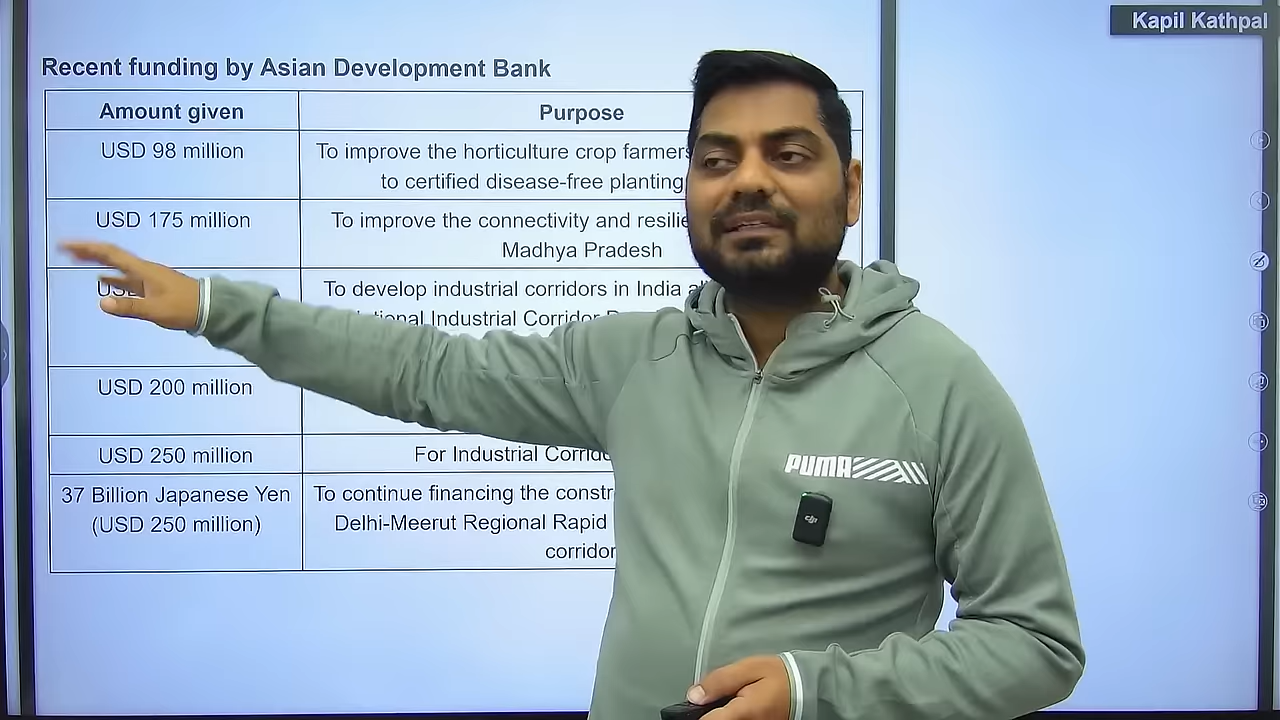 Kapil Kathpal
Recent funding by Asian Development Bank
Amount given
Purpose
USD 98 million
To improve the horticulture crop farmers
to certified disease-free planting
USD 175 million
To improve the connectivity and
Madhya Pradesh
To develop industrial corridors in India
Industrial Corridor
USD 200 million
USD 250 million
For Industrial
37 Billion Japanese Yen
(USD 250 million)
To continue financing the
Delhi-Meerut Regional Rapid
corridor
PUMA
dji